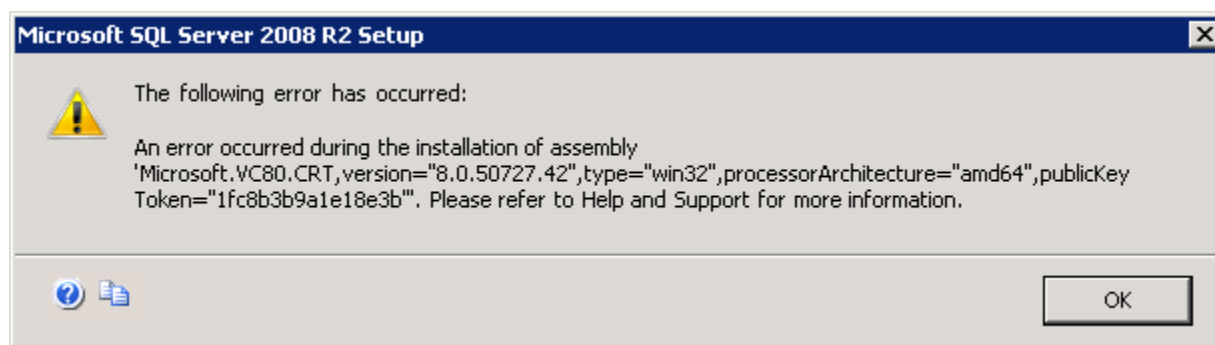 Microsoft SQL Server 2008 R2 Setup
The following error has occurred:
An error occurred during the installation of assembly
'Microsoft.VC80.CRT,version="8.0.50727.42",type="win32",processorArchitecture="amd64",publicKey
Token="1fc8b3b9a1e18e3b"'. Please refer to Help and Support for more information.
OK